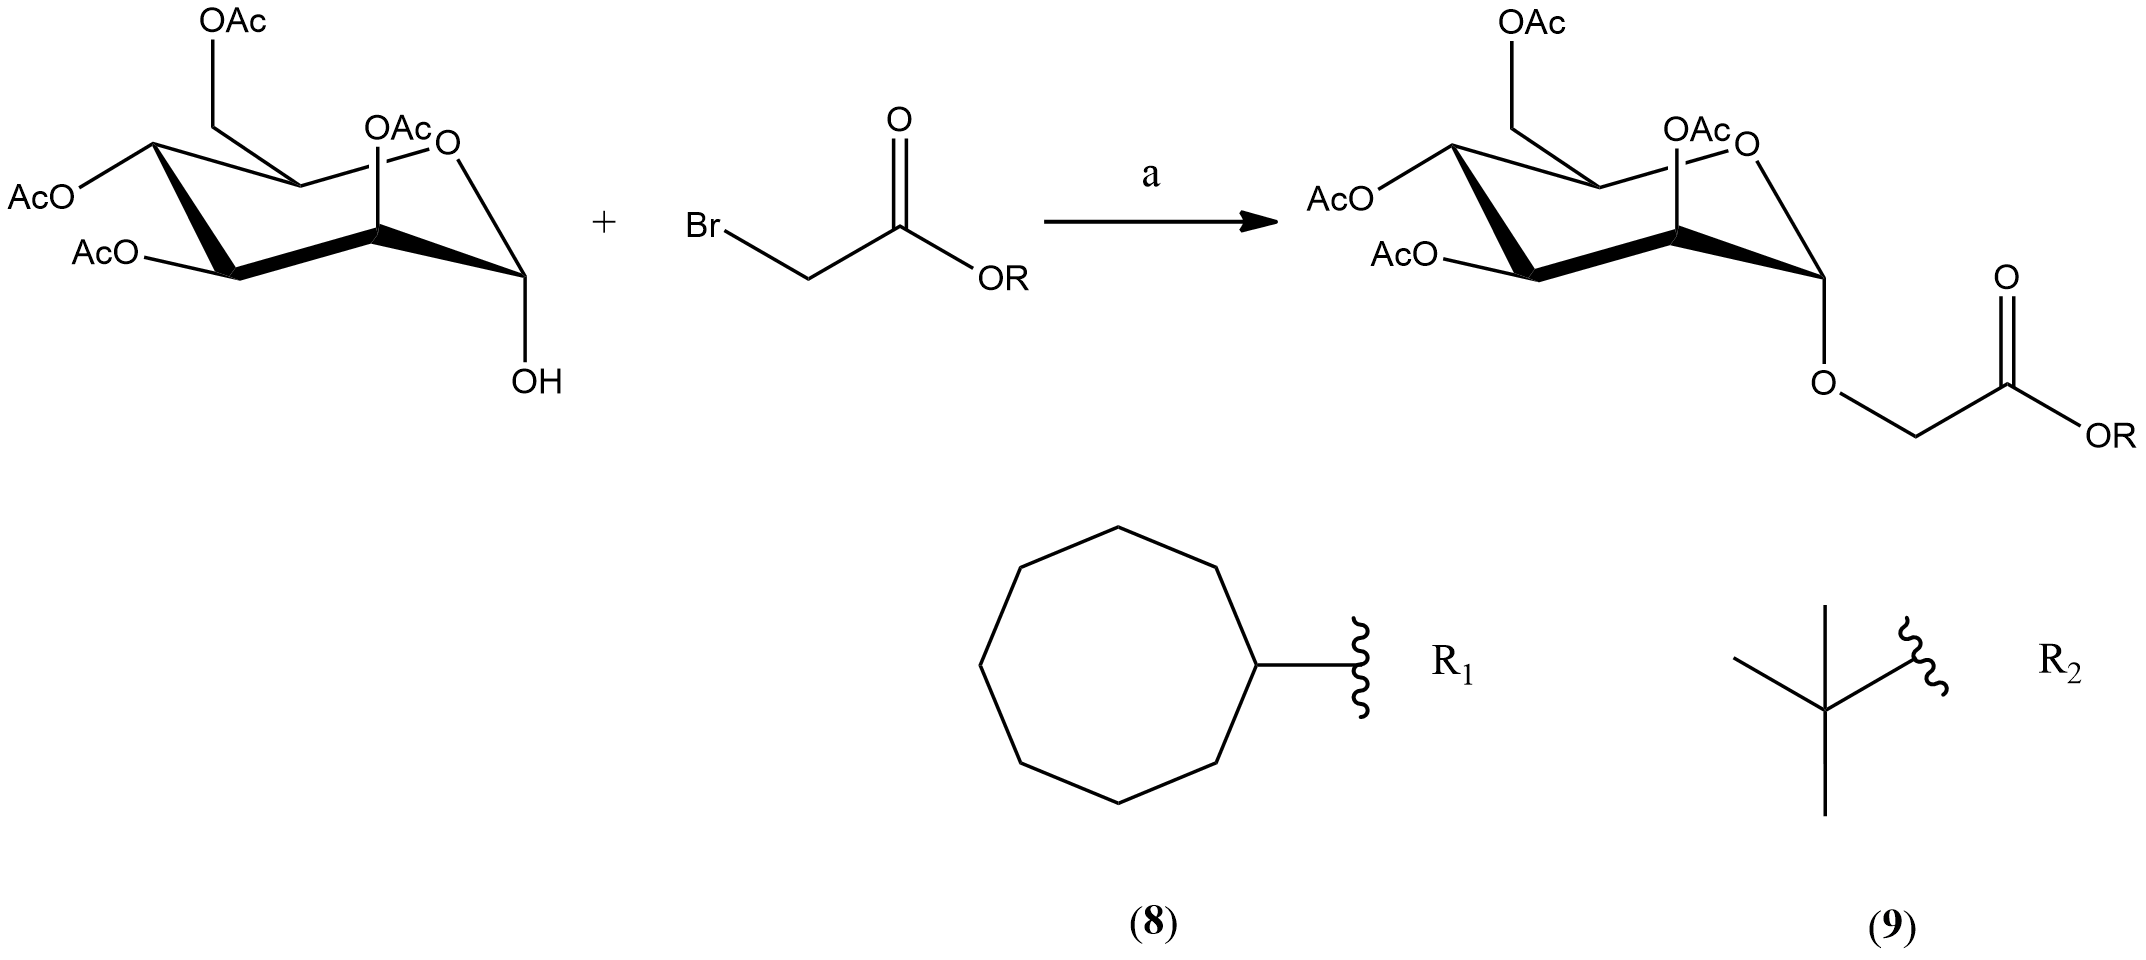 OAc
OAc
O
AcO
AcO
OH
+
Br
O
OR
a
OAc
OAc
O
AcO
AcO
O
O
OR
R1
R2
(8)
(9)